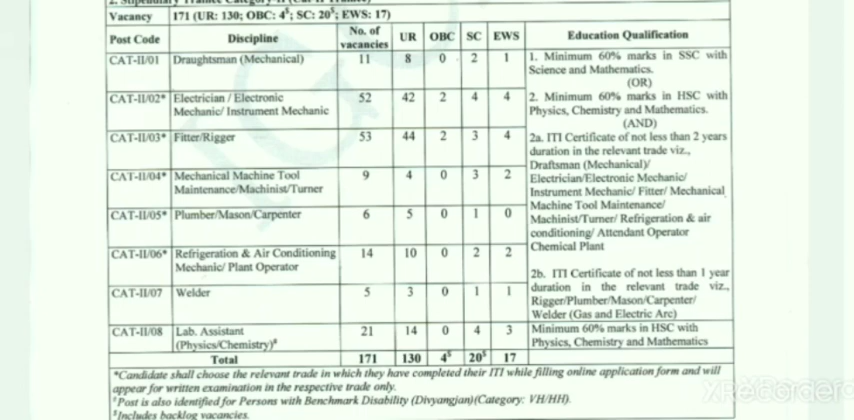 Vacancy 171 (UR: 130; OBC: 4$; SC: 20$; EWS: 17)
Post Code Discipline No. of vacancies UR OBC SC EWS Education Qualification
CAT-II/01 Draughtsman (Mechanical) 11 8 0 2 1
CAT-II/02* Electrician / Electronic
Mechanic/ Instrument Mechanic 52 42 2 4 4
CAT-II/03* Fitter/Rigger 53 44 2 3 4
CAT-II/04* Mechanical Machine Tool
Maintenance/Machinist/Turner 9 4 0 3 2
CAT-II/05* Plumber/Mason/Carpenter 6 5 0 1 0
CAT-II/06* Refrigeration & Air Conditioning
Mechanic/ Plant Operator 14 10 0 2 2
CAT-II/07 Welder 5 3 0 1 1
CAT-II/08 Lab. Assistant
(Physics/Chemistry)# 21 14 0 4 3
1. Minimum 60% marks in SSC with
Science and Mathematics.
(OR)
2. Minimum 60% marks in HSC with
Physics, Chemistry and Mathematics.
(AND)
2a. ITI Certificate of not less than 2 years
duration in the relevant trade viz.,
Draftsman (Mechanical)/
Electrician/Electronic Mechanic/
Instrument Mechanic/ Fitter/ Mechanical
Machine Tool Maintenance/
Machinist/Turner/ Refrigeration & air
conditioning/ Attendant Operator
Chemical Plant
2b. ITI Certificate of not less than 1 year
duration in the relevant trade viz.,
Rigger/Plumber/Mason/Carpenter/
Welder (Gas and Electric Arc)
Minimum 60% marks in HSC with
Physics, Chemistry and Mathematics
Total 171 130 4$ 20$ 17
*Candidate shall choose the relevant trade in which they have completed their ITI while filling online application form and will
appear for written examination in the respective trade only.
#Post is also identified for Persons with Benchmark Disability (Divyangjan)(Category: VH/HH).
$Includes backlog vacancies.
XRecorder